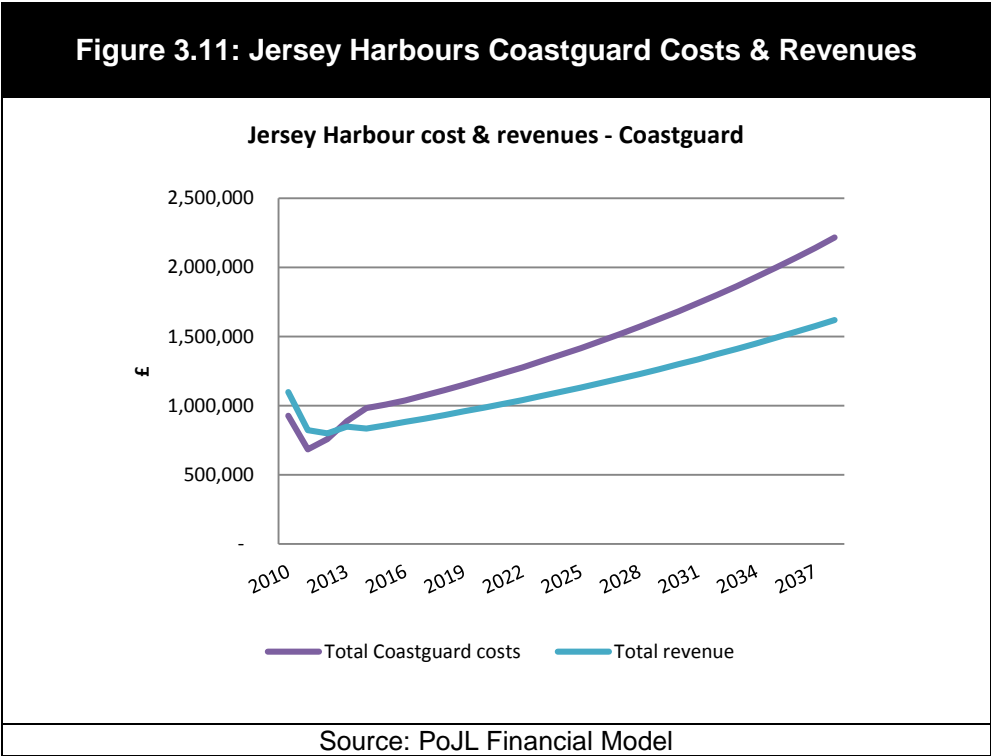 Figure 3.11: Jersey Harbours Coastguard Costs & Revenues
Jersey Harbour cost & revenues - Coastguard
2,500,000
2,000,000
1,500,000
1,000,000
500,000
-
£
2010 2013 2016 2019 2022 2025 2028 2031 2034 2037
Total Coastguard costs Total revenue
Source: PoJL Financial Model